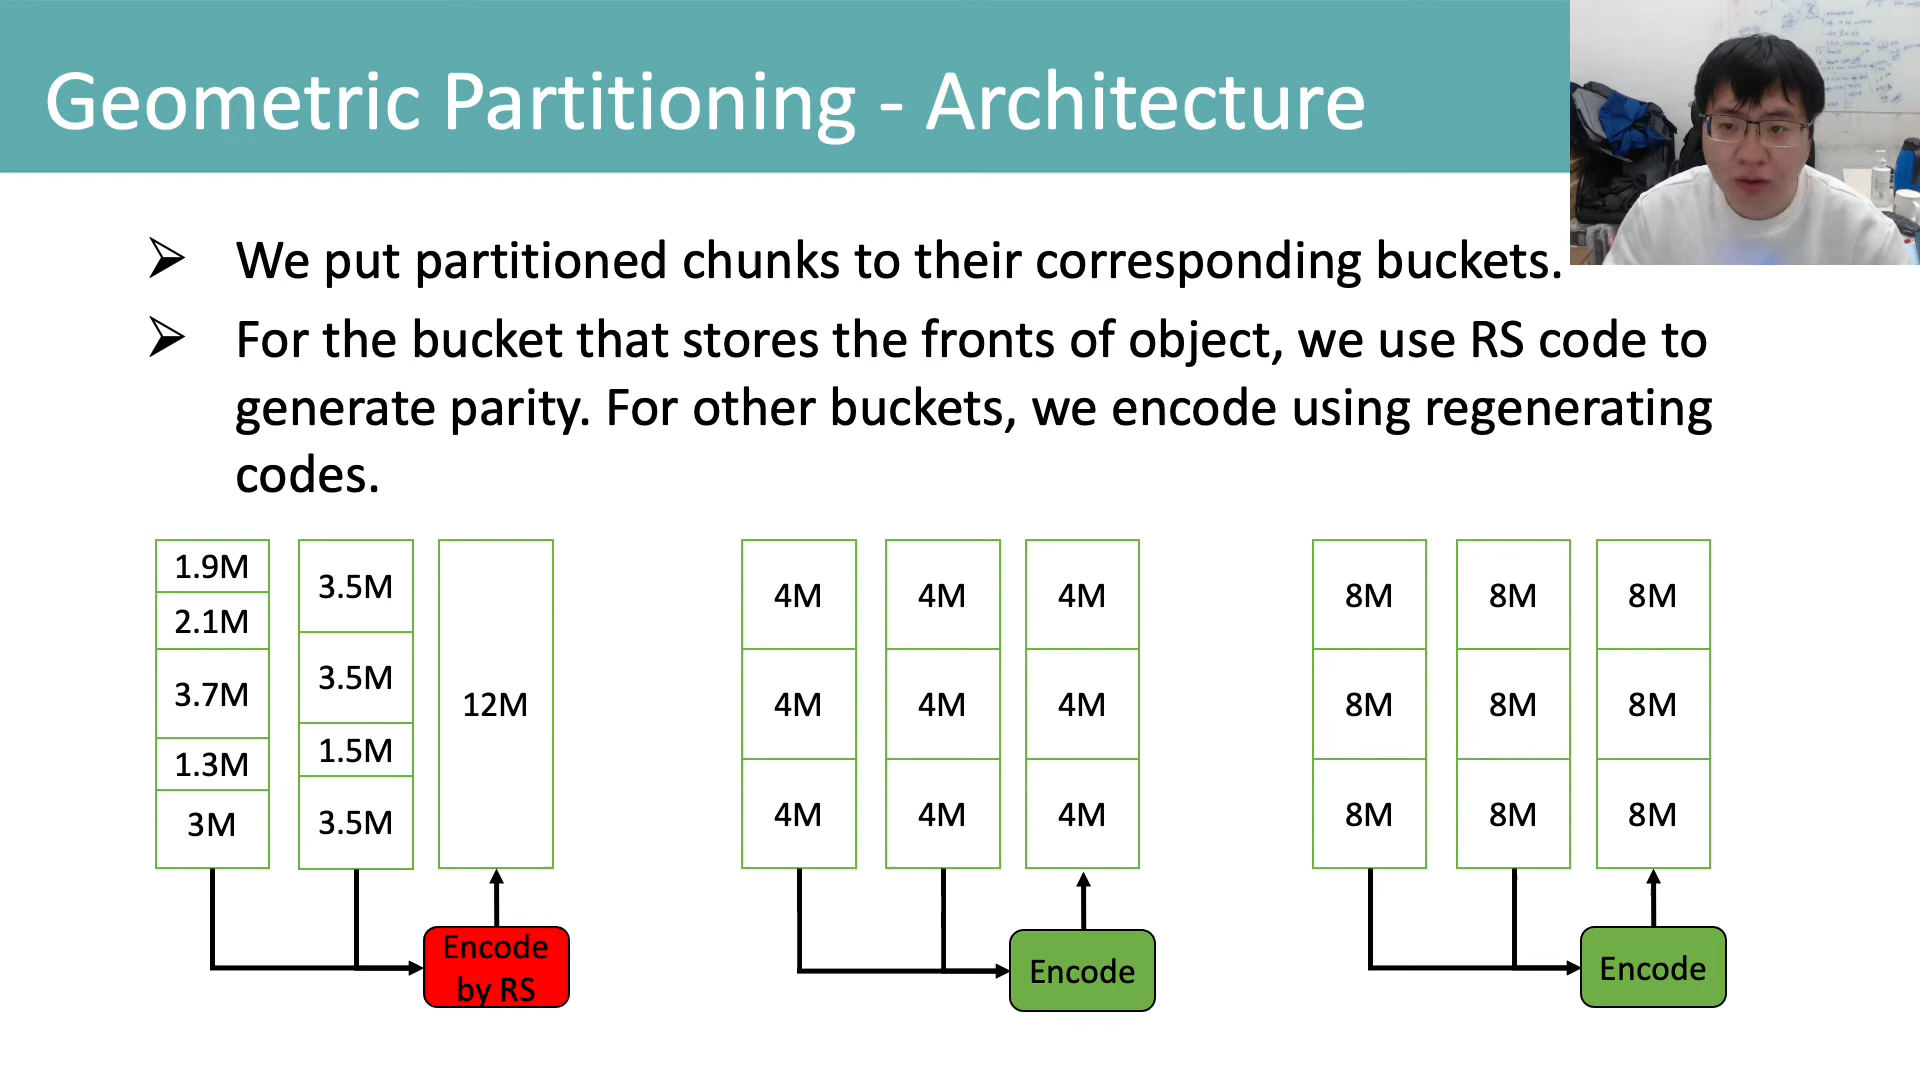 Geometric Partitioning - Architecture
We put partitioned chunks to their corresponding buckets.
For the bucket that stores the fronts of object, we use RS code to
generate parity. For other buckets, we encode using regenerating
codes.
1.9M
2.1M
3.7M
1.3M
3M
3.5M
3.5M
1.5M
3.5M
12M
Encode
by RS
4M
4M
4M
4M
4M
4M
4M
4M
4M
Encode
8M
8M
8M
8M
8M
8M
8M
8M
8M
Encode